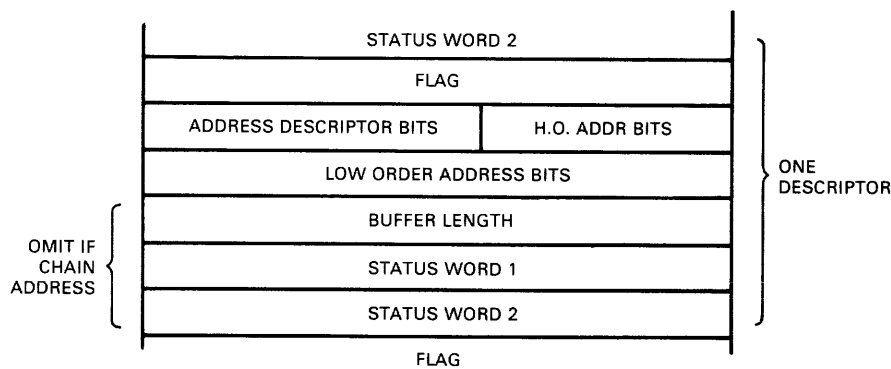 STATUS WORD 2
FLAG
ADDRESS DESCRIPTOR BITS
H.O. ADDR BITS
LOW ORDER ADDRESS BITS
ONE
DESCRIPTOR
BUFFER LENGTH
OMIT IF
CHAIN
ADDRESS
STATUS WORD 1
STATUS WORD 2
FLAG